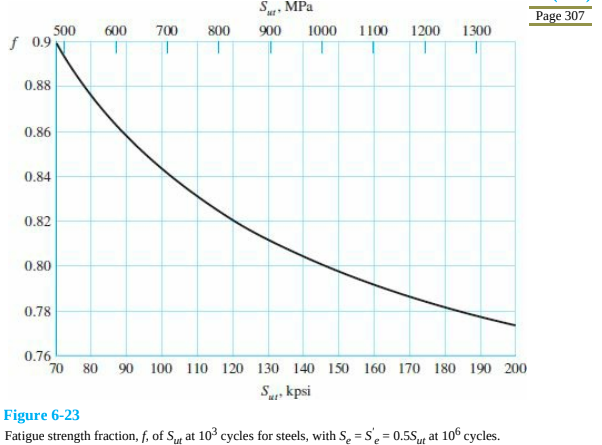 S_ut, MPa
Page 307
500 600 700 800 900 1000 1100 1200 1300
f 0.9
0.88
0.86
0.84
0.82
0.80
0.78
0.76
70 80 90 100 110 120 130 140 150 160 170 180 190 200
S_ut, kpsi
Figure 6-23
Fatigue strength fraction, f, of S_ut at 10³ cycles for steels, with S_e = S'_e = 0.5S_ut at 10⁶ cycles.